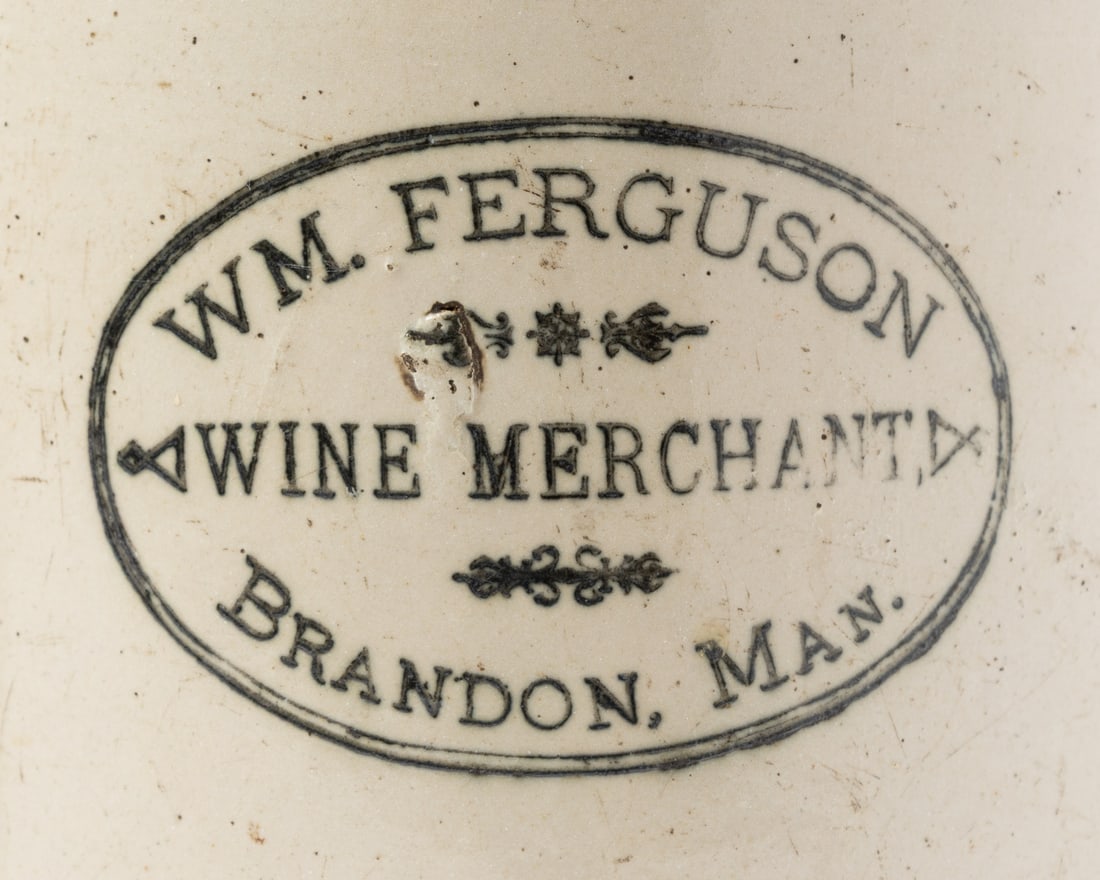 WM. FERGUSON
WINE MERCHANT,
BRANDON, MAN.